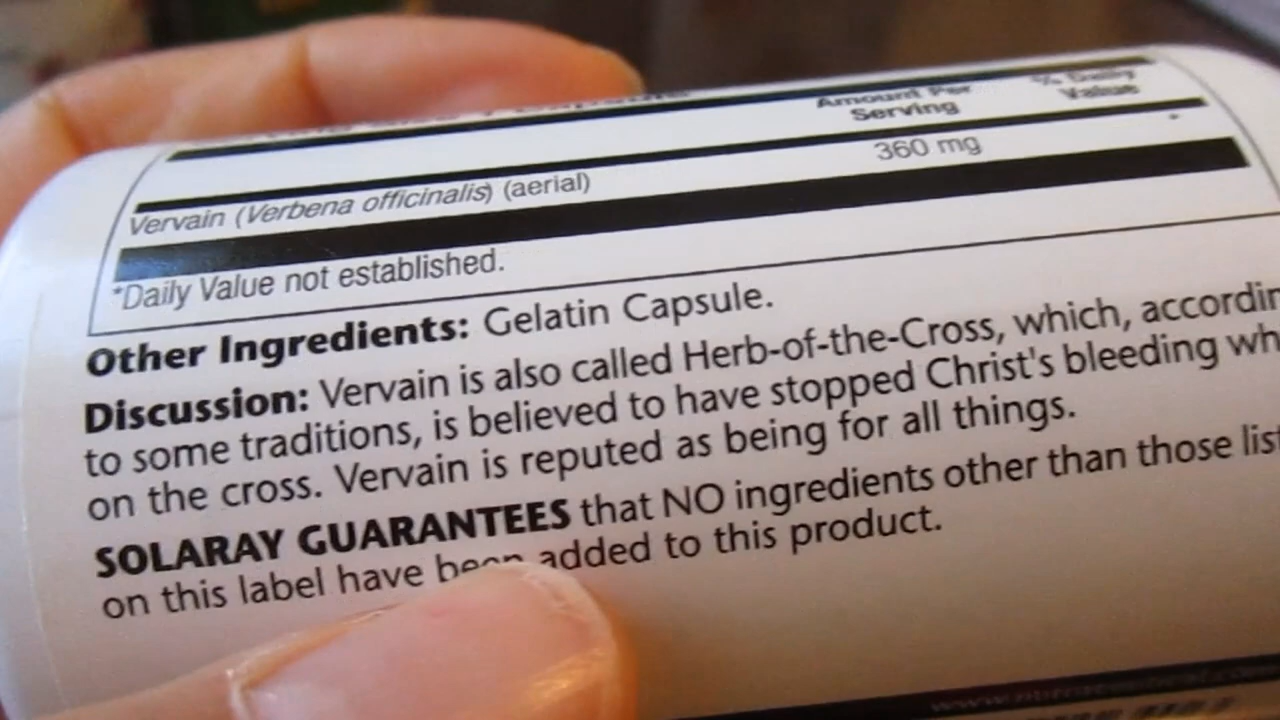 Amount Per
Serving
% Daily
Value
Vervain (Verbena officinalis) (aerial) 360 mg *
*Daily Value not established.
Other Ingredients: Gelatin Capsule.
Discussion: Vervain is also called Herb-of-the-Cross, which, accordin
to some traditions, is believed to have stopped Christ's bleeding wh
on the cross. Vervain is reputed as being for all things.
SOLARAY GUARANTEES that NO ingredients other than those list
on this label have been added to this product.